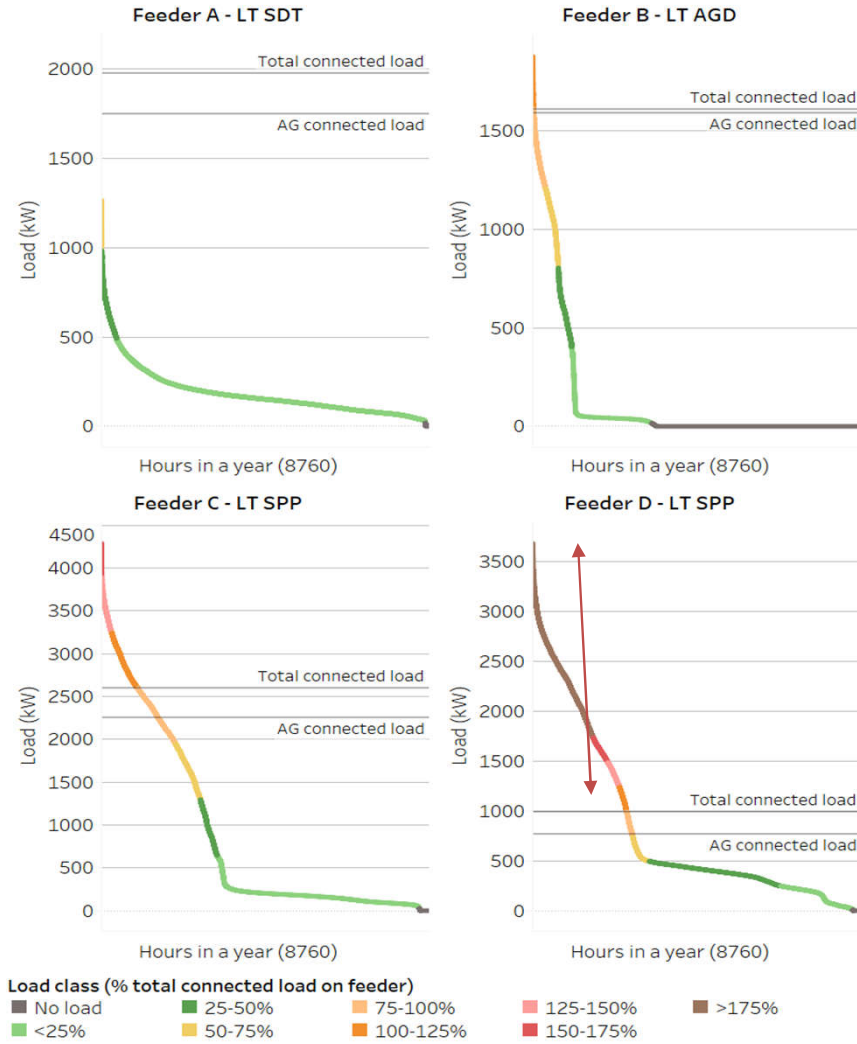 Feeder A - LT SDT
Feeder B - LT AGD
Load (kW)
2000
1500
1000
500
0
Total connected load
AG connected load
Hours in a year (8760)
Load (kW)
1500
1000
500
0
Total connected load
AG connected load
Hours in a year (8760)
Feeder C - LT SPP
Feeder D - LT SPP
Load (kW)
4500
4000
3500
3000
2500
2000
1500
1000
500
0
Total connected load
AG connected load
Hours in a year (8760)
Load (kW)
3500
3000
2500
2000
1500
1000
500
0
Total connected load
AG connected load
Hours in a year (8760)
Load class (% total connected load on feeder)
No load 25-50% 75-100% 125-150% >175%
<25% 50-75% 100-125% 150-175%